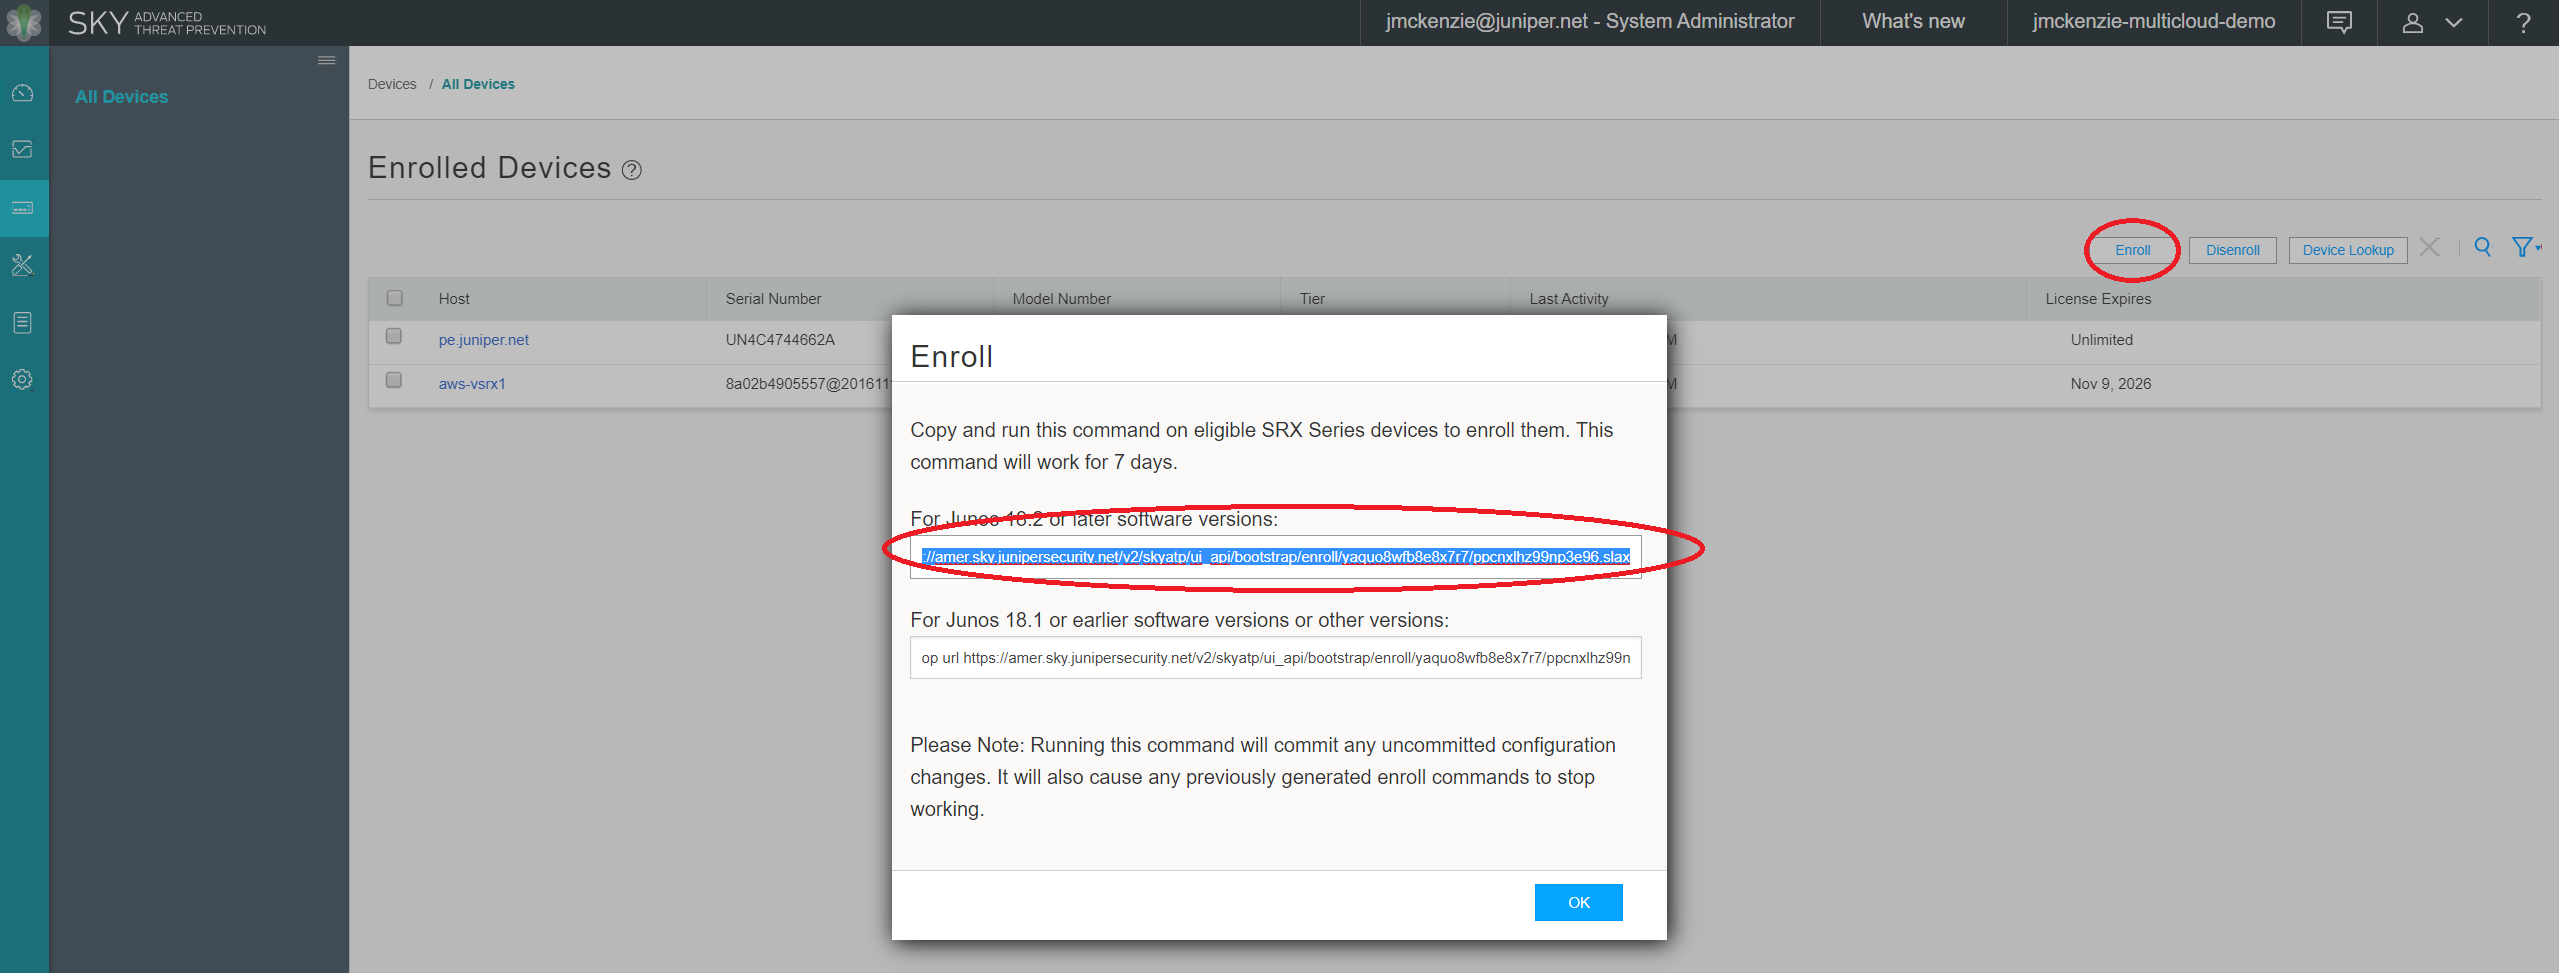 SKY ADVANCED THREAT PREVENTION
jmckenzie@juniper.net - System Administrator
What's new
jmckenzie-multicloud-demo
?
All Devices
Devices / All Devices
Enrolled Devices ?
Enroll
Disenroll
Device Lookup
Host Serial Number Model Number Tier Last Activity License Expires
pe.juniper.net UN4C4744662A M Unlimited
aws-vsrx1 8a02b4905557@201611 M Nov 9, 2026
Enroll
Copy and run this command on eligible SRX Series devices to enroll them. This
command will work for 7 days.
For Junos 18.2 or later software versions:
://amer.sky.junipersecurity.net/v2/skyatp/ui_api/bootstrap/enroll/yaquo8wfb8e8x7r7/ppcnxlhz99np3e96.slax
For Junos 18.1 or earlier software versions or other versions:
op url https://amer.sky.junipersecurity.net/v2/skyatp/ui_api/bootstrap/enroll/yaquo8wfb8e8x7r7/ppcnxlhz99n
Please Note: Running this command will commit any uncommitted configuration
changes. It will also cause any previously generated enroll commands to stop
working.
OK